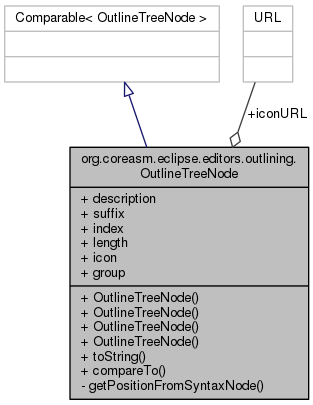 Comparable< OutlineTreeNode >
URL
+iconURL
org.coreasm.eclipse.editors.outlining.
OutlineTreeNode
+ description
+ suffix
+ index
+ length
+ icon
+ group
+ OutlineTreeNode()
+ OutlineTreeNode()
+ OutlineTreeNode()
+ OutlineTreeNode()
+ toString()
+ compareTo()
- getPositionFromSyntaxNode()